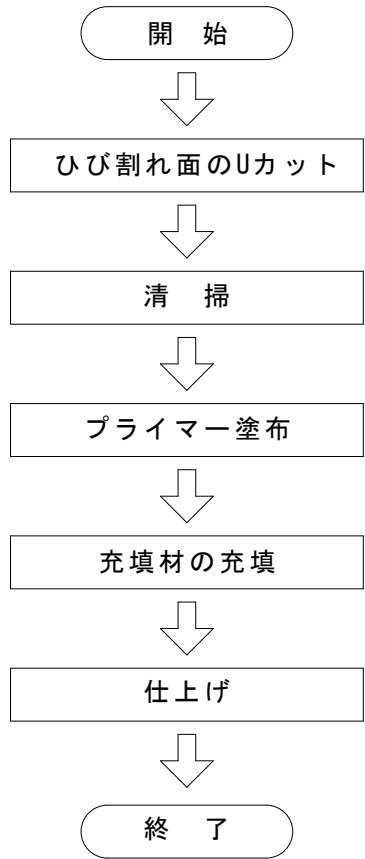 開　始
ひび割れ面のUカット
清　掃
プライマー塗布
充填材の充填
仕上げ
終　了